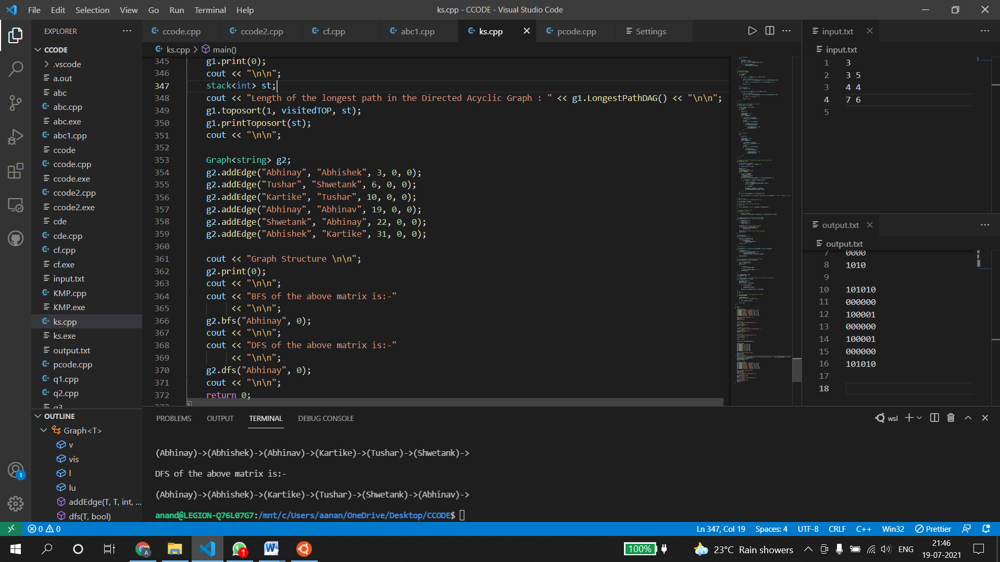 File Edit Selection View Go Run Terminal Help
ks.cpp - CCODE - Visual Studio Code
EXPLORER
CCODE
.vscode
a.out
abc
abc.cpp
abc.exe
abc1.cpp
ccode
ccode.cpp
ccode.exe
ccode2.cpp
ccode2.exe
cde
cde.cpp
cf.cpp
cf.exe
input.txt
KMP.cpp
KMP.exe
ks.cpp
ks.exe
output.txt
pcode.cpp
q1.cpp
q2.cpp
q3
OUTLINE
Graph<T>
v
vis
l
lu
addEdge(T, T, int, ...
dfs(T, bool)
ccode.cpp ccode2.cpp cf.cpp abc1.cpp ks.cpp pcode.cpp Settings
ks.cpp > main()
345 g1.print(0);
346 cout << "\n\n";
347 stack<int> st;
348 cout << "Length of the longest path in the Directed Acyclic Graph : " << g1.LongestPathDAG() << "\n\n";
349 g1.toposort(1, visitedTOP, st);
350 g1.printToposort(st);
351 cout << "\n\n";
352
353 Graph<string> g2;
354 g2.addEdge("Abhinay", "Abhishek", 3, 0, 0);
355 g2.addEdge("Tushar", "Shwetank", 6, 0, 0);
356 g2.addEdge("Kartike", "Tushar", 10, 0, 0);
357 g2.addEdge("Abhinay", "Abhinav", 19, 0, 0);
358 g2.addEdge("Shwetank", "Abhinay", 22, 0, 0);
359 g2.addEdge("Abhishek", "Kartike", 31, 0, 0);
360
361 cout << "Graph Structure \n\n";
362 g2.print(0);
363 cout << "\n\n";
364 cout << "BFS of the above matrix is:-"
365 << "\n\n";
366 g2.bfs("Abhinay", 0);
367 cout << "\n\n";
368 cout << "DFS of the above matrix is:-"
369 << "\n\n";
370 g2.dfs("Abhinay", 0);
371 cout << "\n\n";
372 return 0;
373 }
input.txt
input.txt
1 3
2 3 5
3 4 4
4 7 6
5
output.txt
output.txt
7 0000
8 1010
9
10 101010
11 000000
12 100001
13 000000
14 100001
15 000000
16 101010
17
18
PROBLEMS OUTPUT TERMINAL DEBUG CONSOLE
wsl
(Abhinay)->(Abhishek)->(Abhinav)->(Kartike)->(Tushar)->(Shwetank)->
DFS of the above matrix is:-
(Abhinay)->(Abhishek)->(Kartike)->(Tushar)->(Shwetank)->(Abhinav)->
anand@LEGION-Q76L07G7:/mnt/c/Users/aanan/OneDrive/Desktop/CCODE$
1
0 0
Ln 347, Col 19 Spaces: 4 UTF-8 CRLF C++ Win32 Prettier
A
1
100%
23°C Rain showers
ENG
21:46
19-07-2021